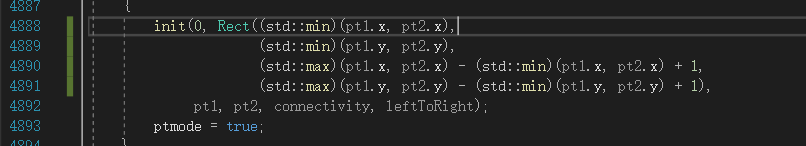 4887 {
4888 init(0, Rect((std::min)(pt1.x, pt2.x),
4889 (std::min)(pt1.y, pt2.y),
4890 (std::max)(pt1.x, pt2.x) - (std::min)(pt1.x, pt2.x) + 1,
4891 (std::max)(pt1.y, pt2.y) - (std::min)(pt1.y, pt2.y) + 1),
4892 pt1, pt2, connectivity, leftToRight);
4893 ptmode = true;
4894 }